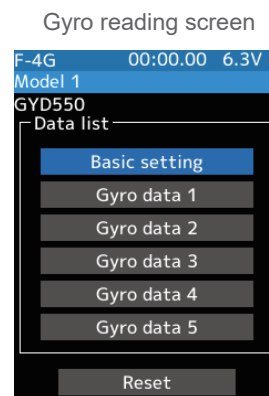 Gyro reading screen
F-4G 00:00.00 6.3V
Model 1
GYD550
Data list
Basic setting
Gyro data 1
Gyro data 2
Gyro data 3
Gyro data 4
Gyro data 5
Reset